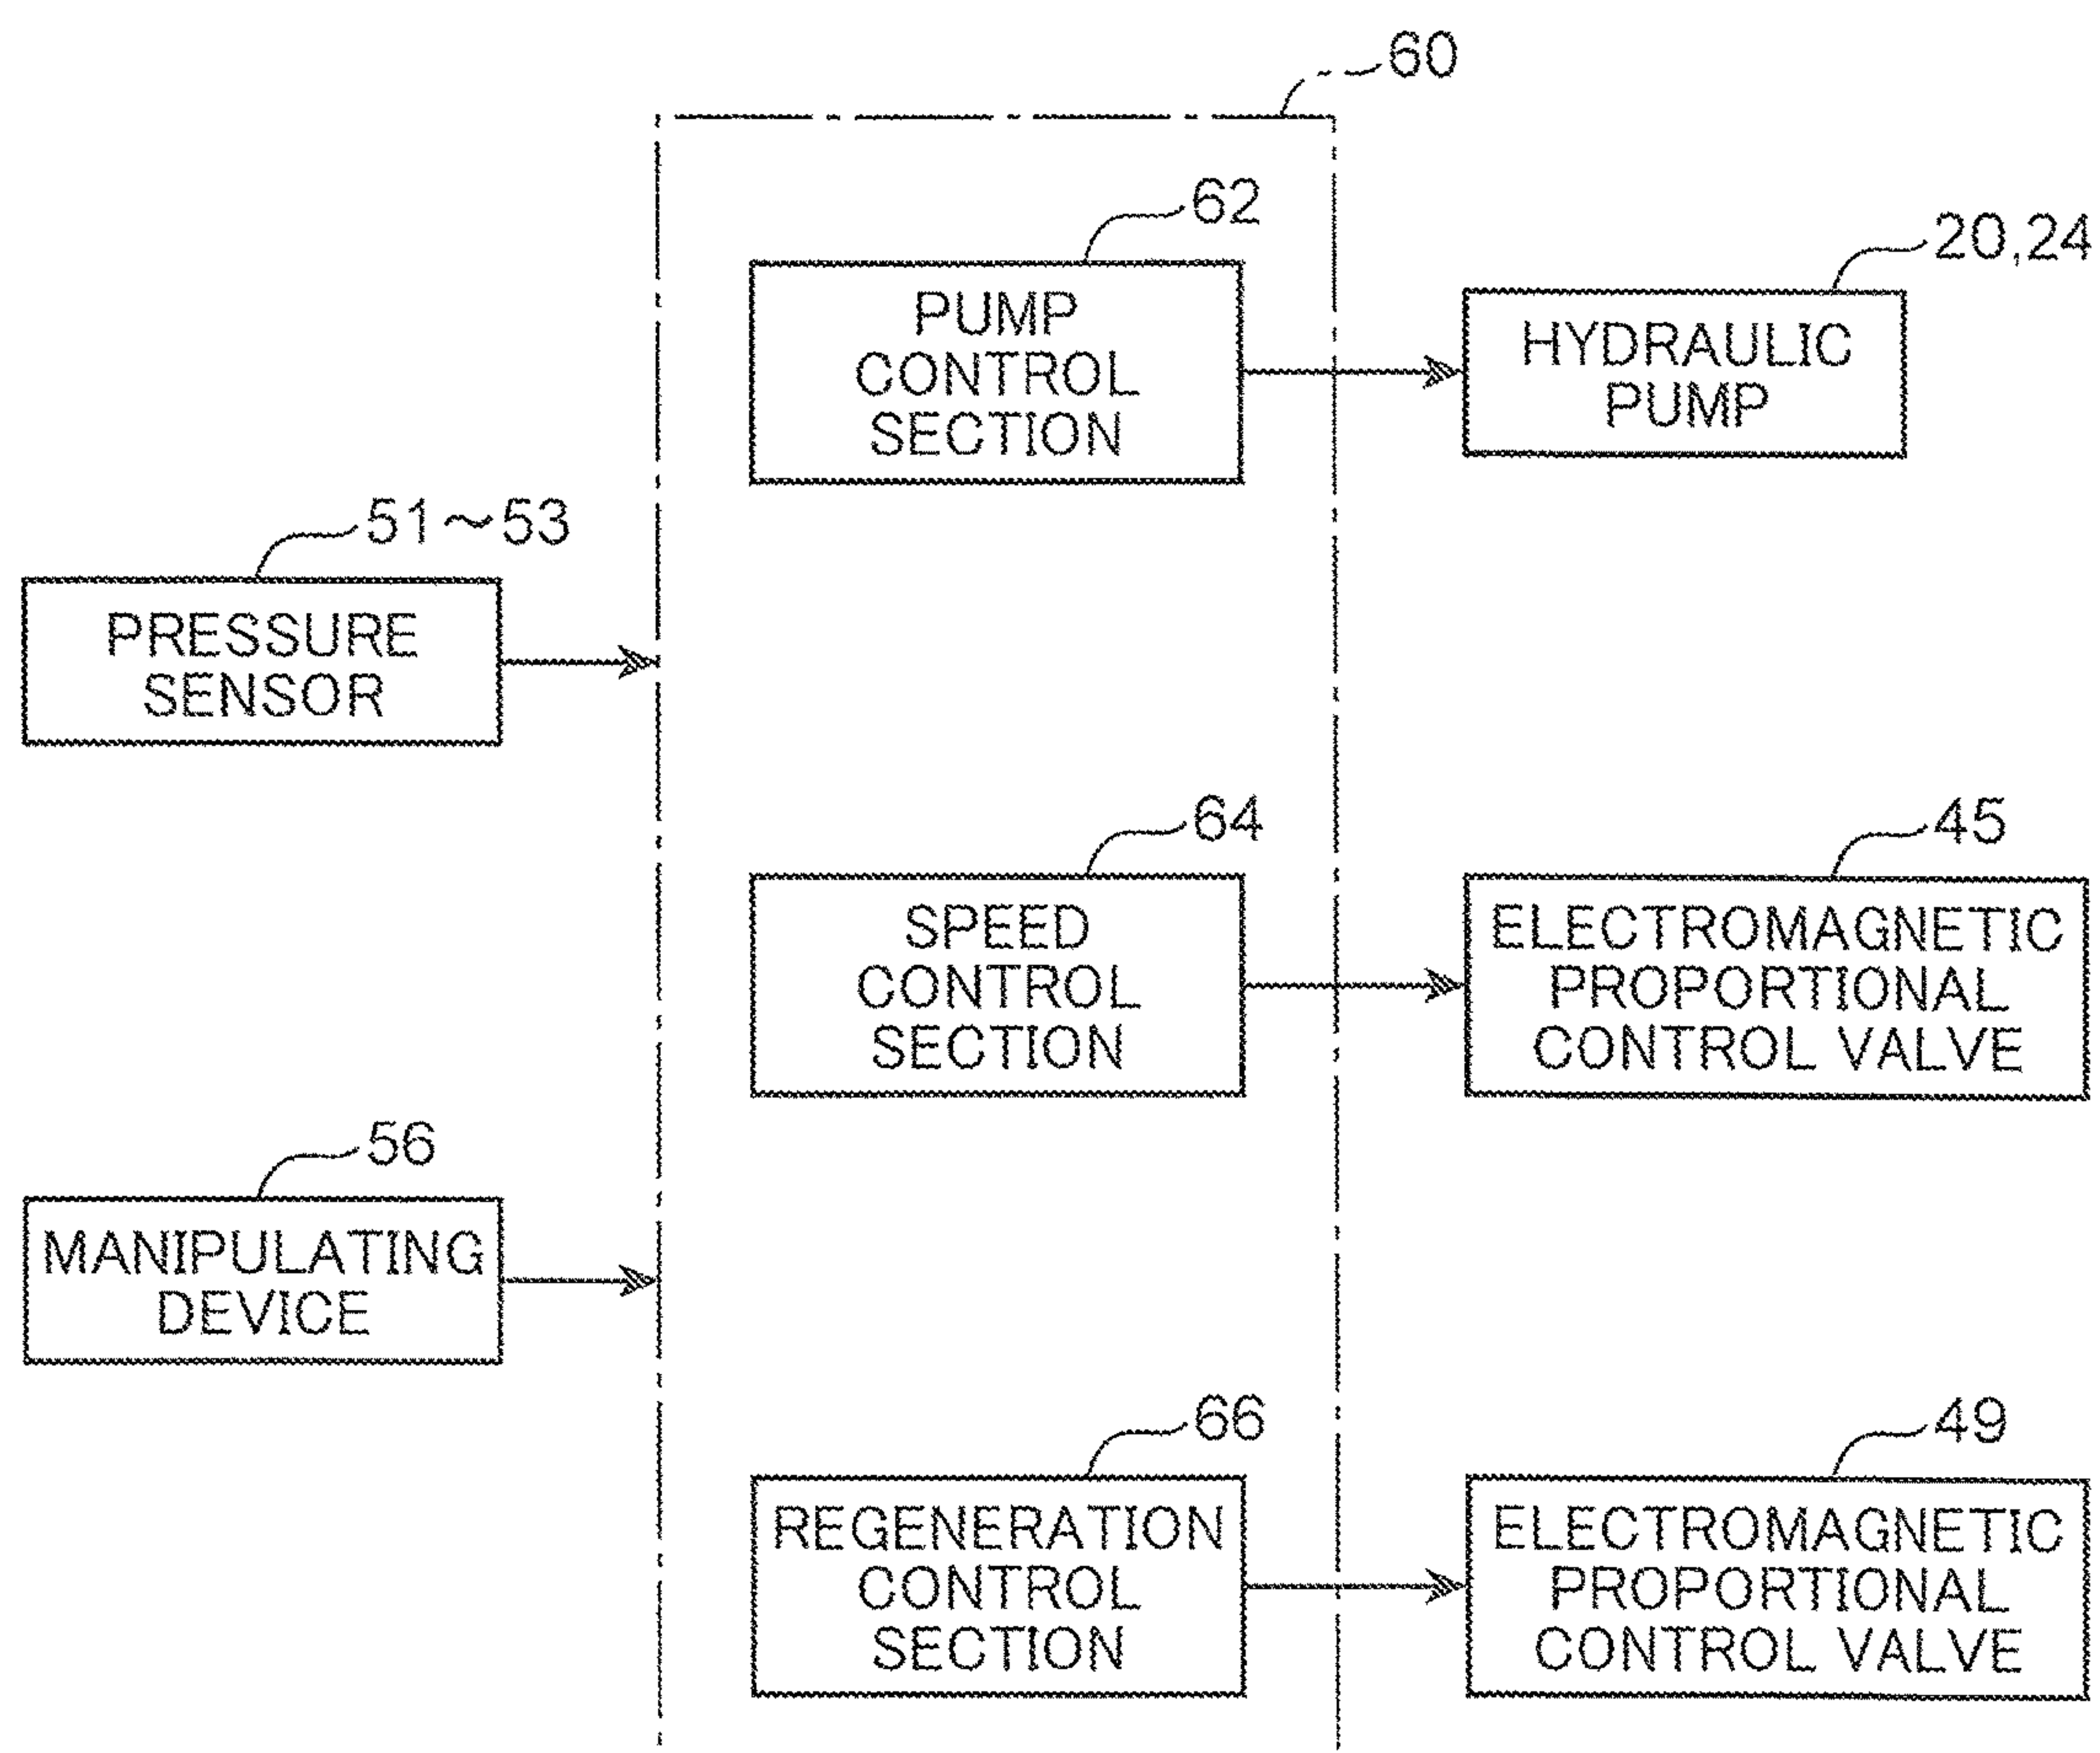 60
62
PUMP
CONTROL
SECTION
20,24
HYDRAULIC
PUMP
51~53
PRESSURE
SENSOR
64
SPEED
CONTROL
SECTION
45
ELECTROMAGNETIC
PROPORTIONAL
CONTROL VALVE
56
MANIPULATING
DEVICE
66
REGENERATION
CONTROL
SECTION
49
ELECTROMAGNETIC
PROPORTIONAL
CONTROL VALVE